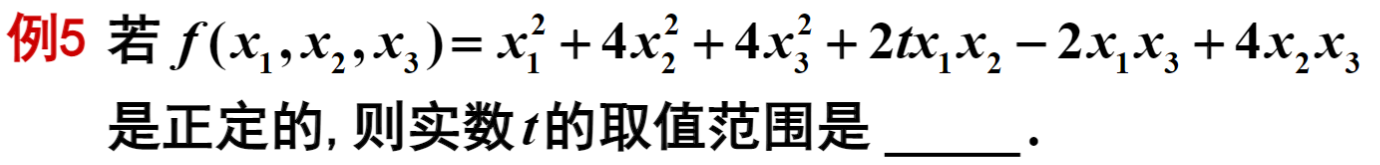 例5 若 f(x₁,x₂,x₃)= x₁² + 4x₂² + 4x₃² + 2tx₁x₂ − 2x₁x₃ + 4x₂x₃
是正定的, 则实数 t 的取值范围是 _____ .